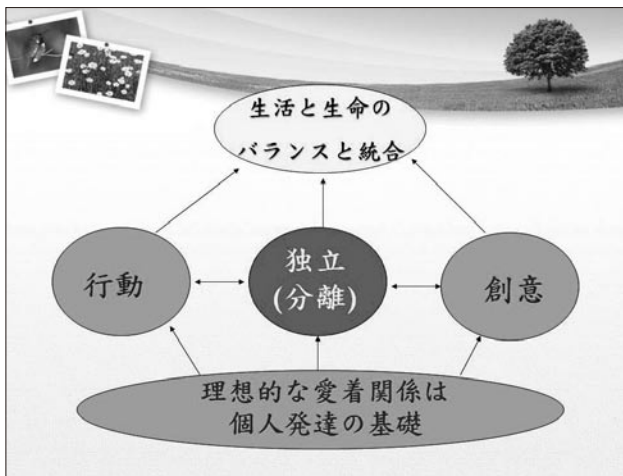 生活と生命の
バランスと統合
行動
独立
(分離)
創意
理想的な愛着関係は
個人発達の基礎